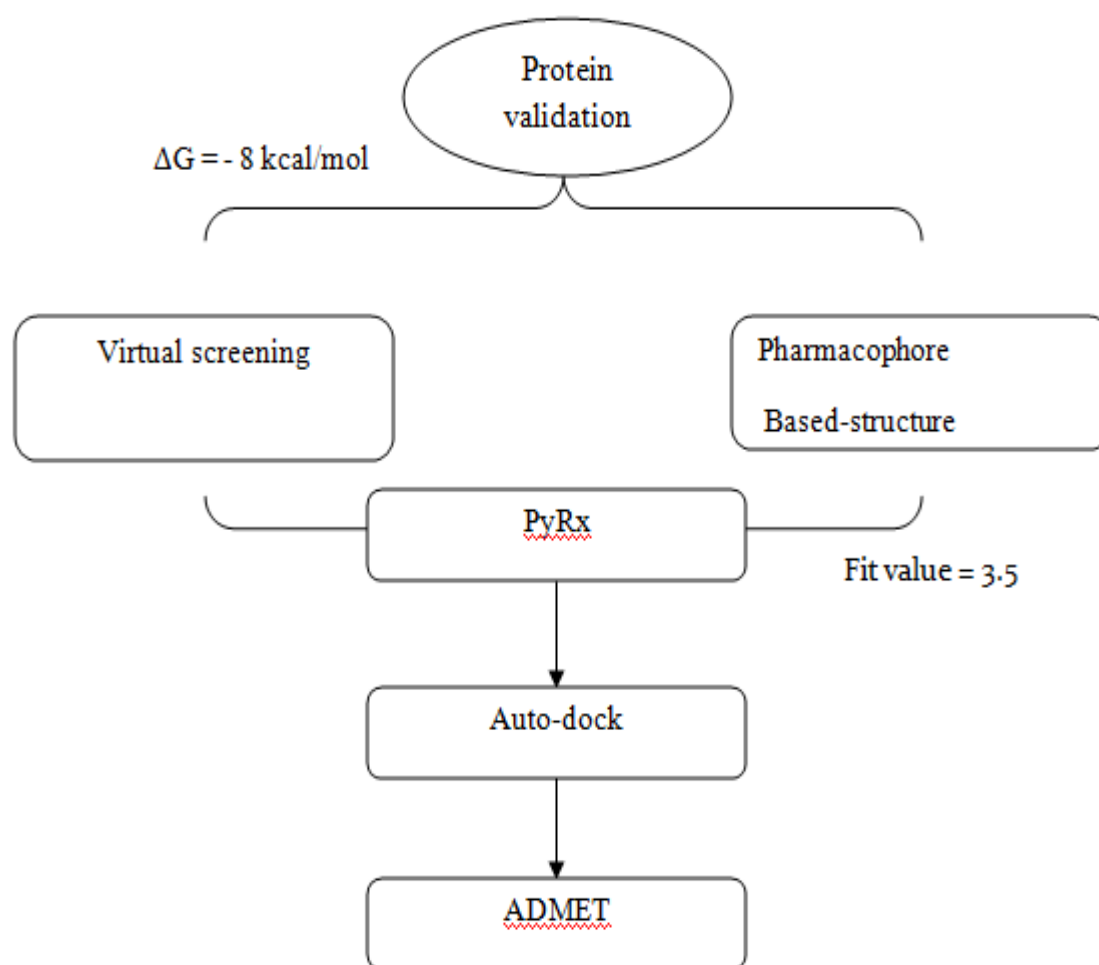 Protein
validation
ΔG = - 8 kcal/mol
Virtual screening
Pharmacophore
Based-structure
PyRx
Fit value = 3.5
Auto-dock
ADMET